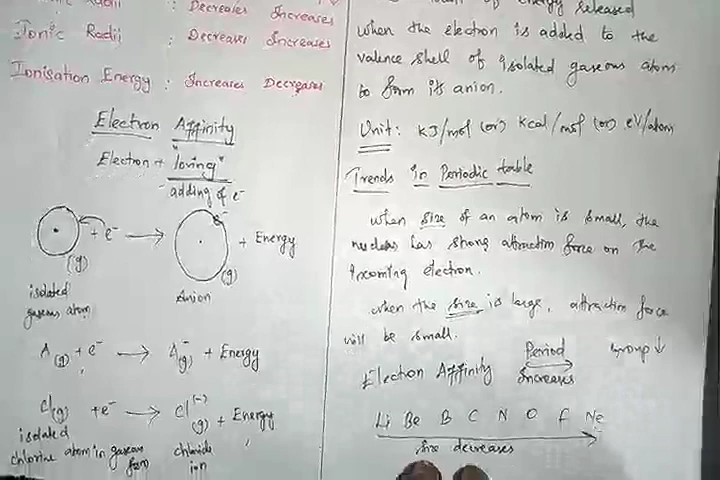 : Decreases Increases
Ionic Radii : Decreases Increases
Ionisation Energy : Increases Decreases
Electron Affinity
Electron + "loving"
adding of e-
+ e- → e- + Energy
(g) (g)
isolated gaseous atom
Anion
A(g) + e- → A-(g) + Energy
Cl(g) + e- → Cl(-)(g) + Energy
isolated chlorine atom in gaseous form
chloride ion
of energy released
when the electron is added to the
valence shell of isolated gaseous atom
to form its anion.
Unit: KJ/mol (or) Kcal/mol (or) eV/atom
Trends in Periodic table
when size of an atom is small, the
nucleus has strong attraction force on the
incoming electron.
when the size is large, attraction force
will be small.
Electron Affinity Period Increases Group ↓
Li Be B C N O F Ne
size decreases